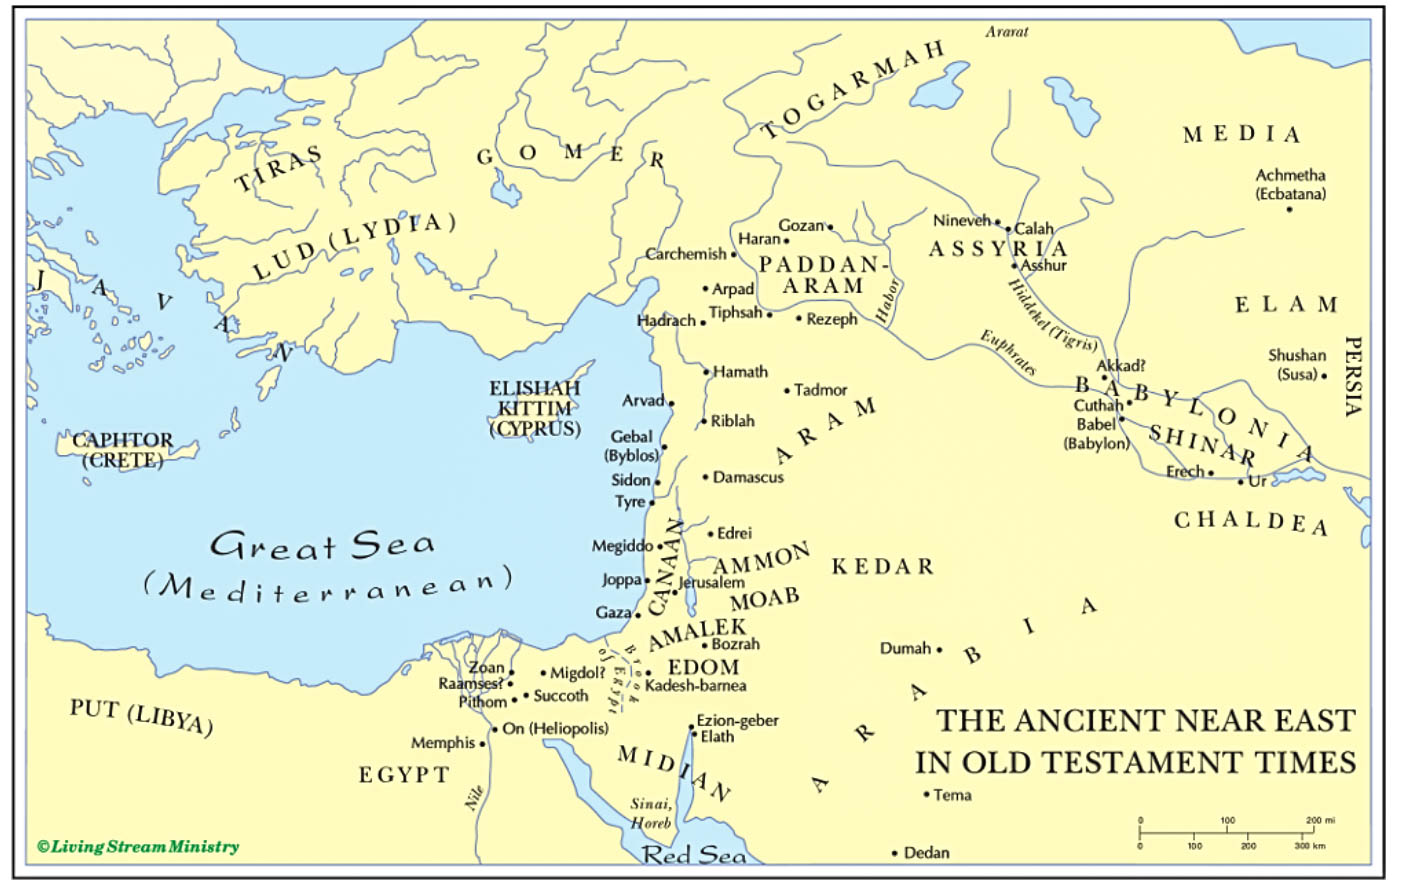 Ararat
TOGARMAH
MEDIA
TIRAS
GOMER
Achmetha
(Ecbatana)
LUD (LYDIA)
Nineveh
Calah
Gozan
Haran
ASSYRIA
Carchemish
PADDAN-
ARAM
Asshur
JAVAN
Arpad
Habor
Hiddekel (Tigris)
ELAM
Hadrach
Tiphsah
Rezeph
Euphrates
PERSIA
Shushan
(Susa)
Akkad?
Hamath
Tadmor
BABYLONIA
ELISHAH
KITTIM
(CYPRUS)
Arvad
Cuthah
Babel
(Babylon)
SHINAR
Riblah
ARAM
CAPHTOR
(CRETE)
Gebal
(Byblos)
Erech
Ur
Sidon
Damascus
Tyre
CHALDEA
Great Sea
(Mediterranean)
Edrei
Megiddo
CANAAN
AMMON
KEDAR
Joppa
Jerusalem
MOAB
Gaza
ARABIA
AMALEK
Bozrah
Dumah
Brook
of Egypt
Zoan
Migdol?
EDOM
Raamses?
Kadesh-barnea
Succoth
Pithom
PUT (LIBYA)
On (Heliopolis)
Ezion-geber
Elath
Memphis
EGYPT
MIDIAN
THE ANCIENT NEAR EAST
IN OLD TESTAMENT TIMES
Nile
Sinai,
Horeb
Tema
0 100 200 mi
0 100 200 300 km
©Living Stream Ministry
Red Sea
Dedan